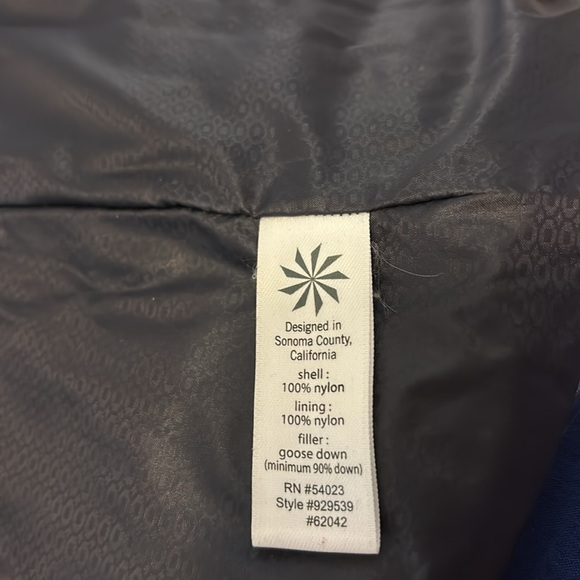 Designed in
Sonoma County,
California
shell :
100% nylon
lining :
100% nylon
filler :
goose down
(minimum 90% down)
RN #54023
Style #929539
#62042